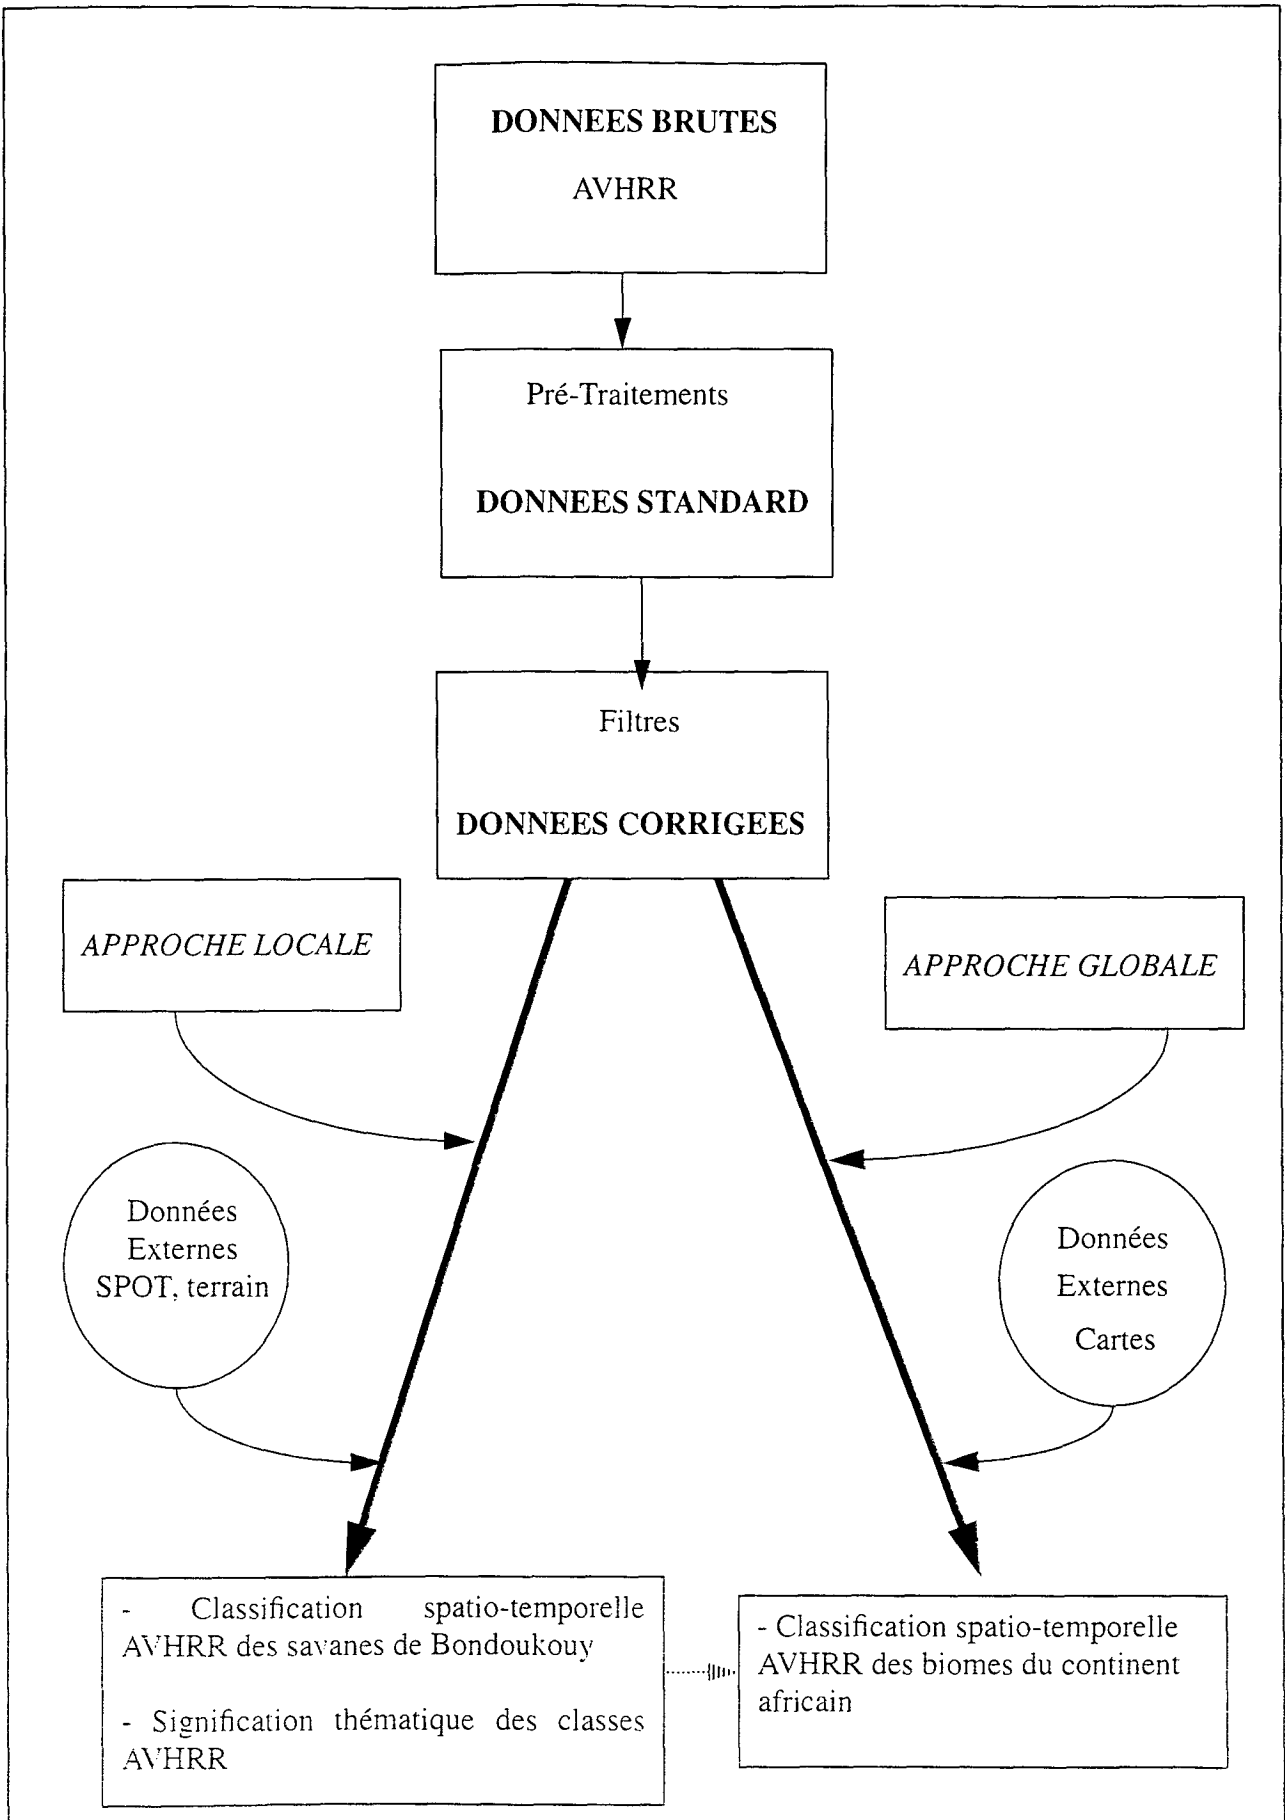 DONNEES BRUTES
AVHRR
Pré-Traitements
DONNEES STANDARD
Filtres
DONNEES CORRIGEES
APPROCHE LOCALE
APPROCHE GLOBALE
Données
Externes
SPOT, terrain
Données
Externes
Cartes
- Classification spatio-temporelle
AVHRR des savanes de Bondoukouy
- Signification thématique des classes
AVHRR
- Classification spatio-temporelle
AVHRR des biomes du continent
africain